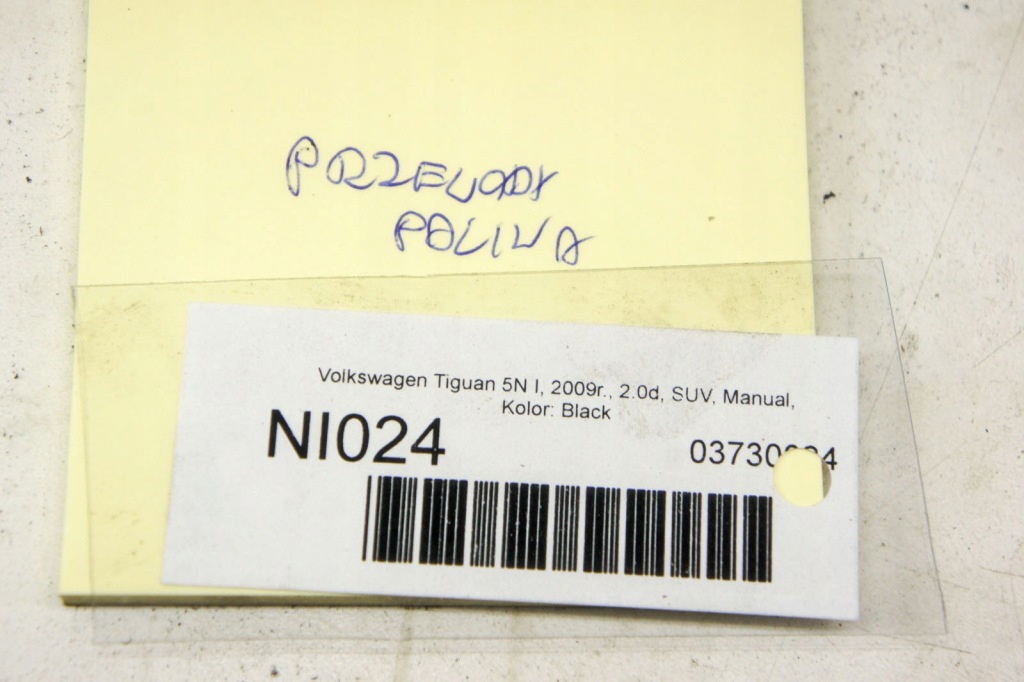 PRZEWODY
PALIWA
Volkswagen Tiguan 5N I, 2009r., 2.0d, SUV, Manual,
Kolor: Black
NI024